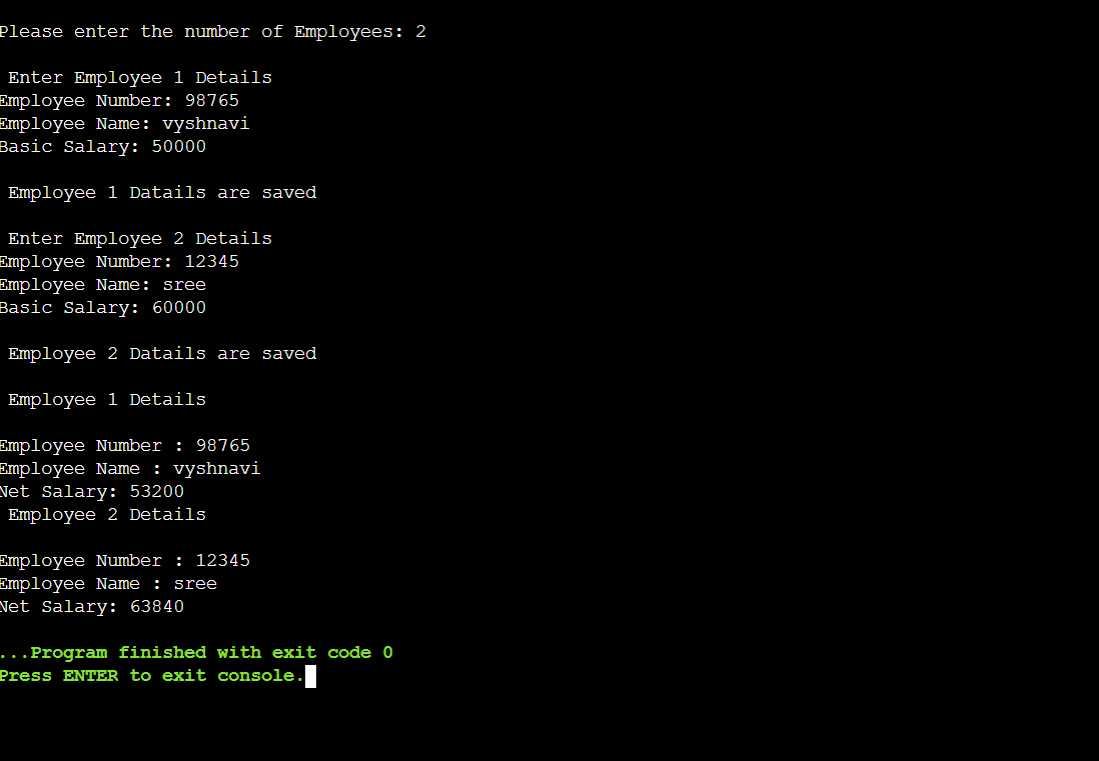 Please enter the number of Employees: 2
Enter Employee 1 Details
Employee Number: 98765
Employee Name: vyshnavi
Basic Salary: 50000
Employee 1 Datails are saved
Enter Employee 2 Details
Employee Number: 12345
Employee Name: sree
Basic Salary: 60000
Employee 2 Datails are saved
Employee 1 Details
Employee Number : 98765
Employee Name : vyshnavi
Net Salary: 53200
Employee 2 Details
Employee Number : 12345
Employee Name : sree
Net Salary: 63840
...Program finished with exit code 0
Press ENTER to exit console.